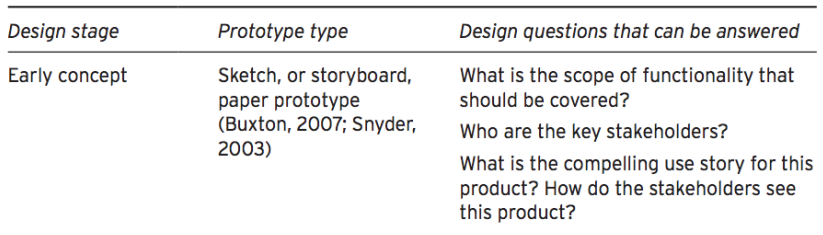 Design stage Prototype type Design questions that can be answered
Early concept
Sketch, or storyboard,
paper prototype
(Buxton, 2007; Snyder,
2003)
What is the scope of functionality that
should be covered?
Who are the key stakeholders?
What is the compelling use story for this
product? How do the stakeholders see
this product?